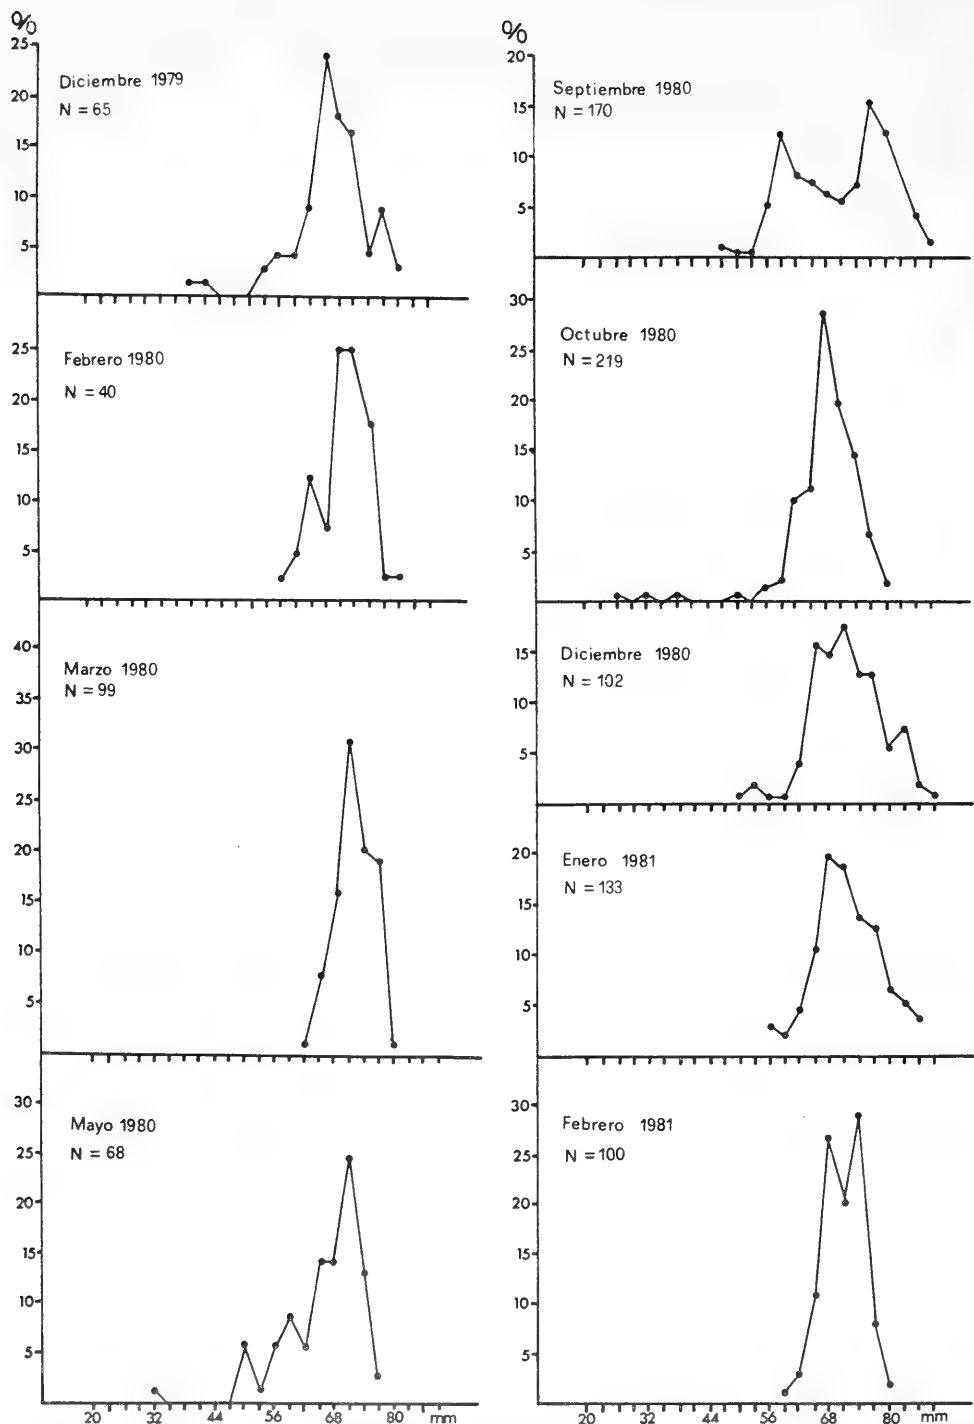 %
25
20
15
10
5
Diciembre 1979
N = 65
25
20
15
10
5
Febrero 1980
N = 40
40
35
30
25
20
15
10
5
Marzo 1980
N = 99
30
25
20
15
10
5
Mayo 1980
N = 68
20 32 44 56 68 80 mm
%
20
15
10
5
Septiembre 1980
N = 170
30
25
20
15
10
5
Octubre 1980
N = 219
15
10
5
Diciembre 1980
N = 102
20
15
10
5
Enero 1981
N = 133
30
25
20
15
10
5
Febrero 1981
N = 100
20 32 44 56 68 80 mm